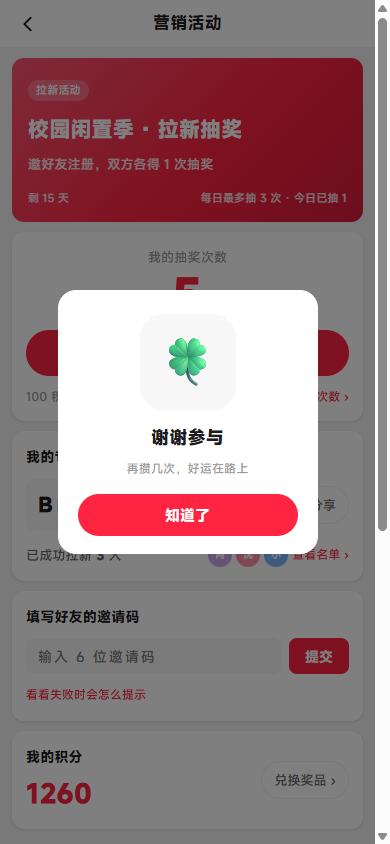 营销活动
拉新活动
校园闲置季 · 拉新抽奖
邀好友注册，双方各得 1 次抽奖
剩 15 天
每日最多抽 3 次 · 今日已抽 1
我的抽奖次数
5
100 积
次数 ›
谢谢参与
再攒几次，好运在路上
知道了
我的
B
分享
已成功拉新 3 人
查看名单 ›
填写好友的邀请码
输入 6 位邀请码
提交
看看失败时会怎么提示
我的积分
1260
兑换奖品 ›